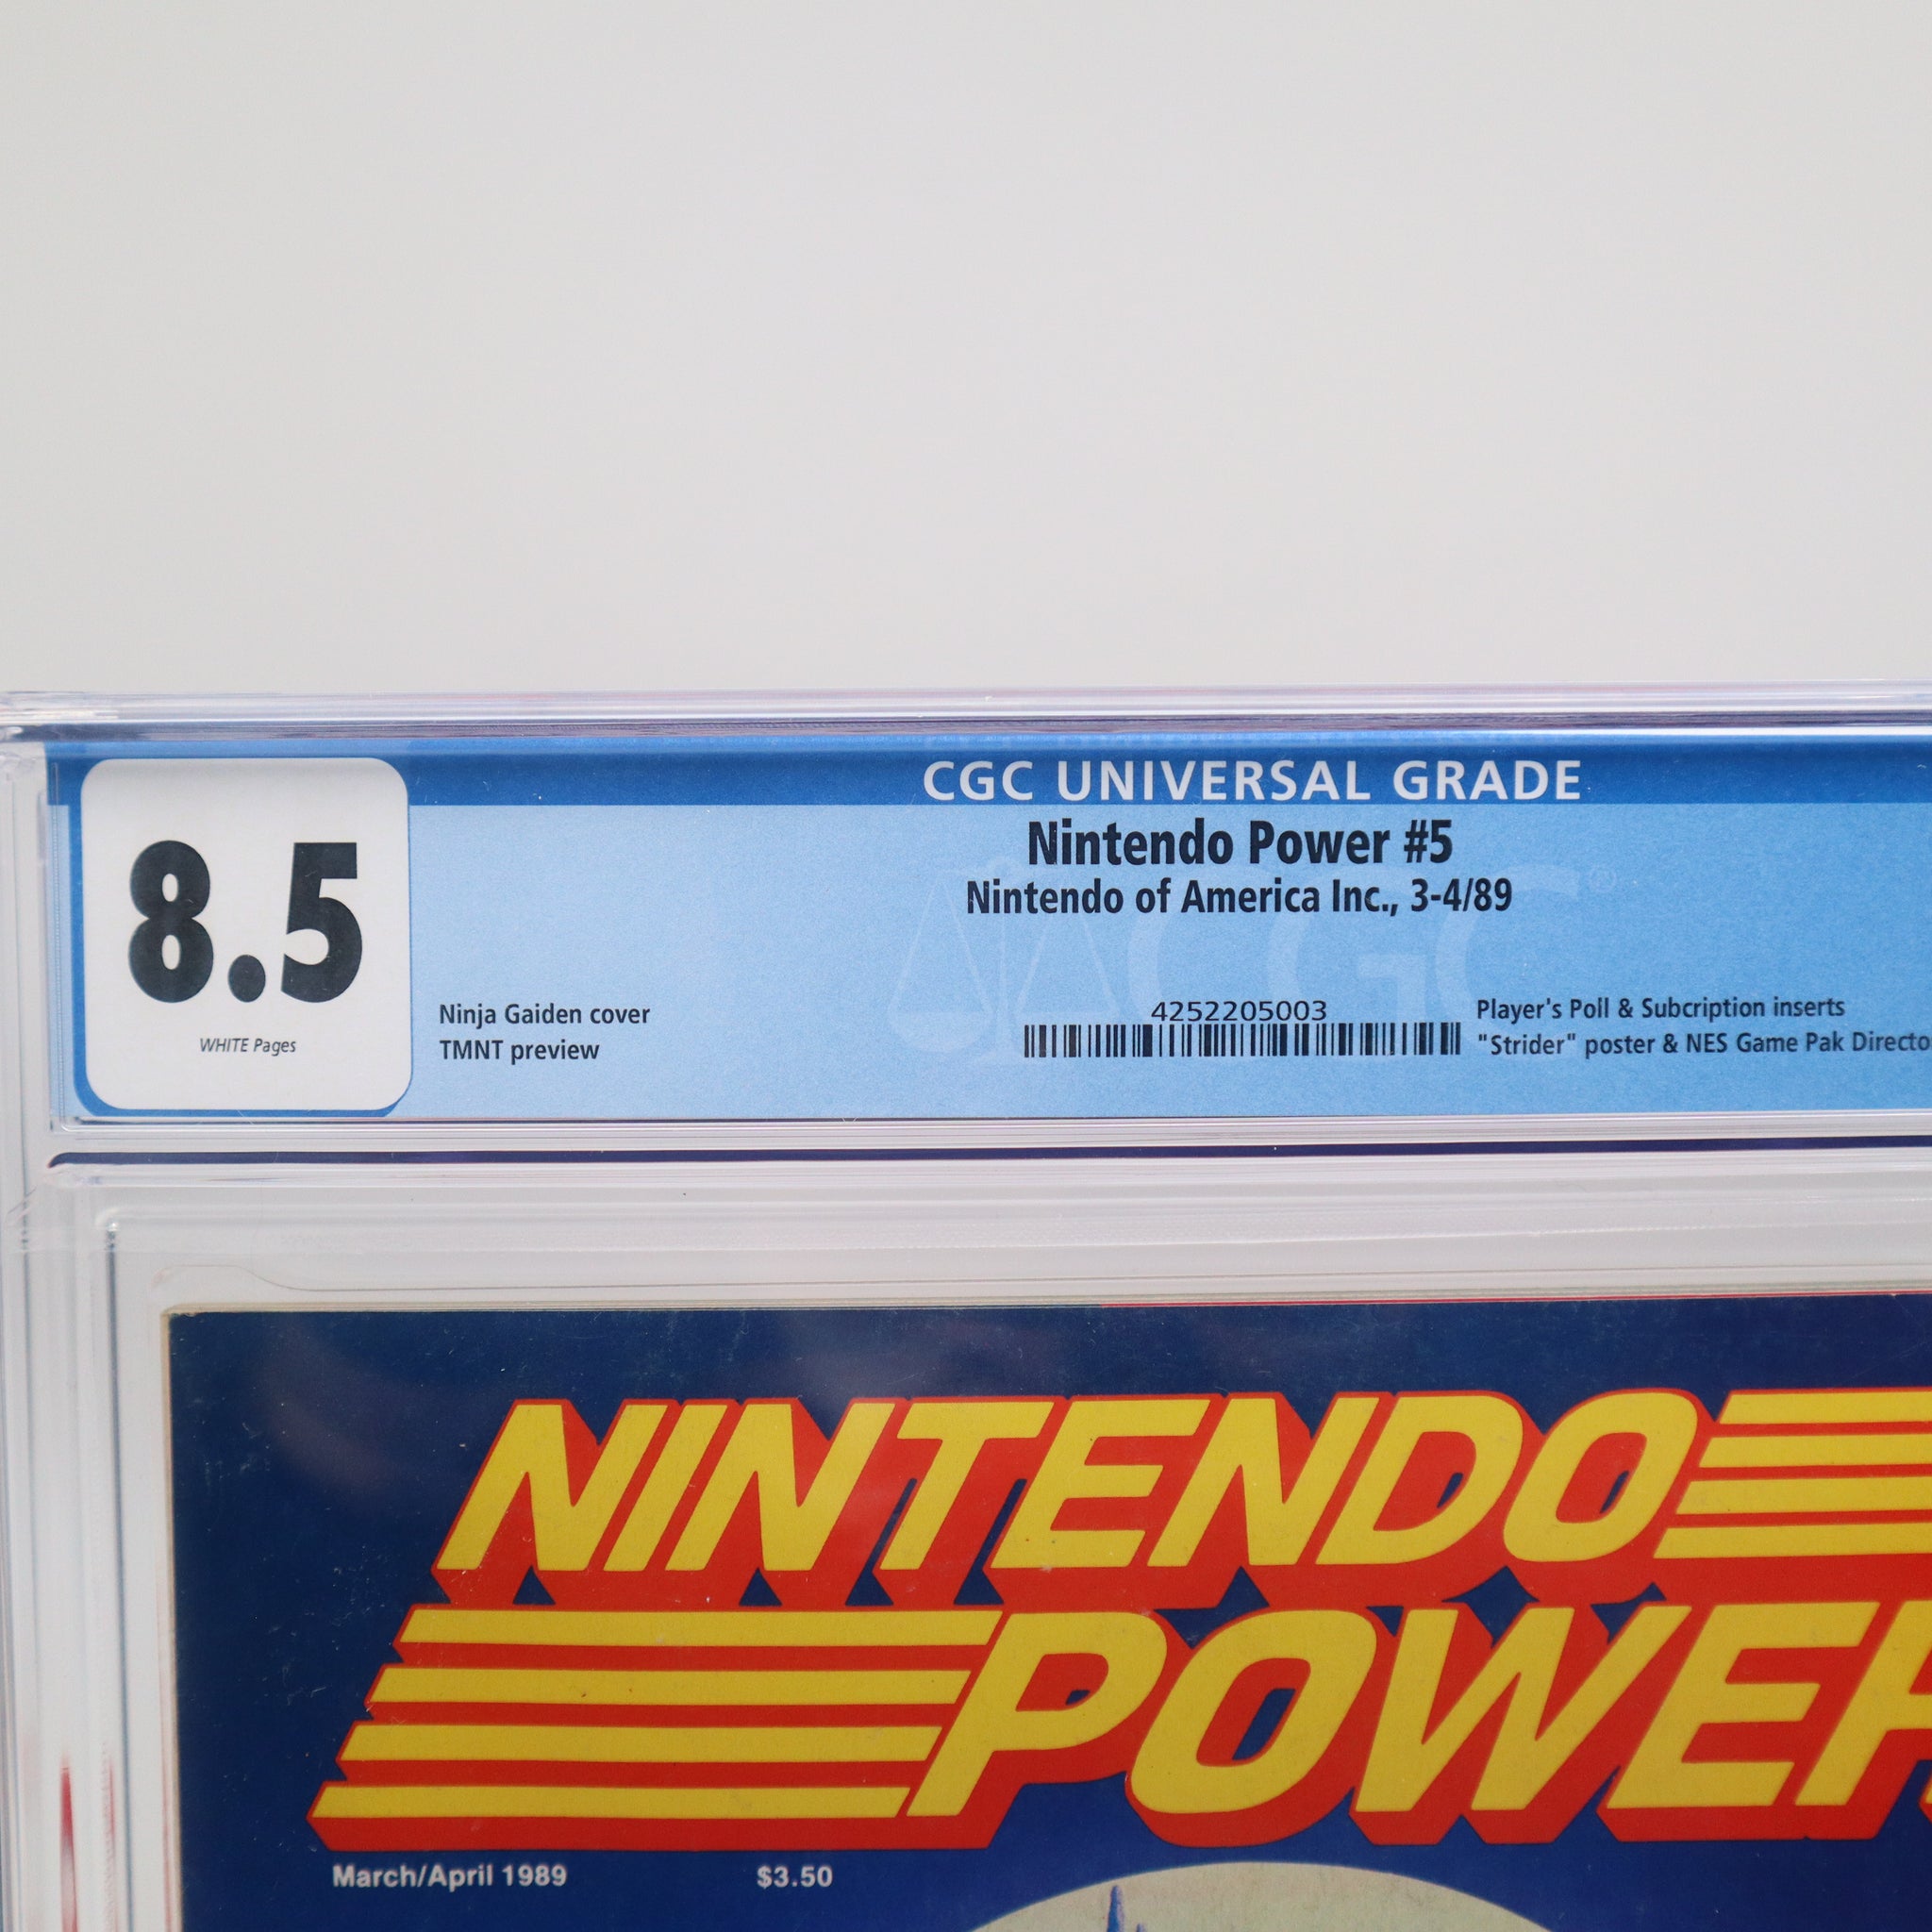 CGC UNIVERSAL GRADE
8.5
WHITE Pages
Nintendo Power #5
Nintendo of America Inc., 3-4/89
Ninja Gaiden cover
TMNT preview
4252205003
Player's Poll & Subcription inserts
"Strider" poster & NES Game Pak Directo
CGC
NINTENDO
POWER
March/April 1989 $3.50